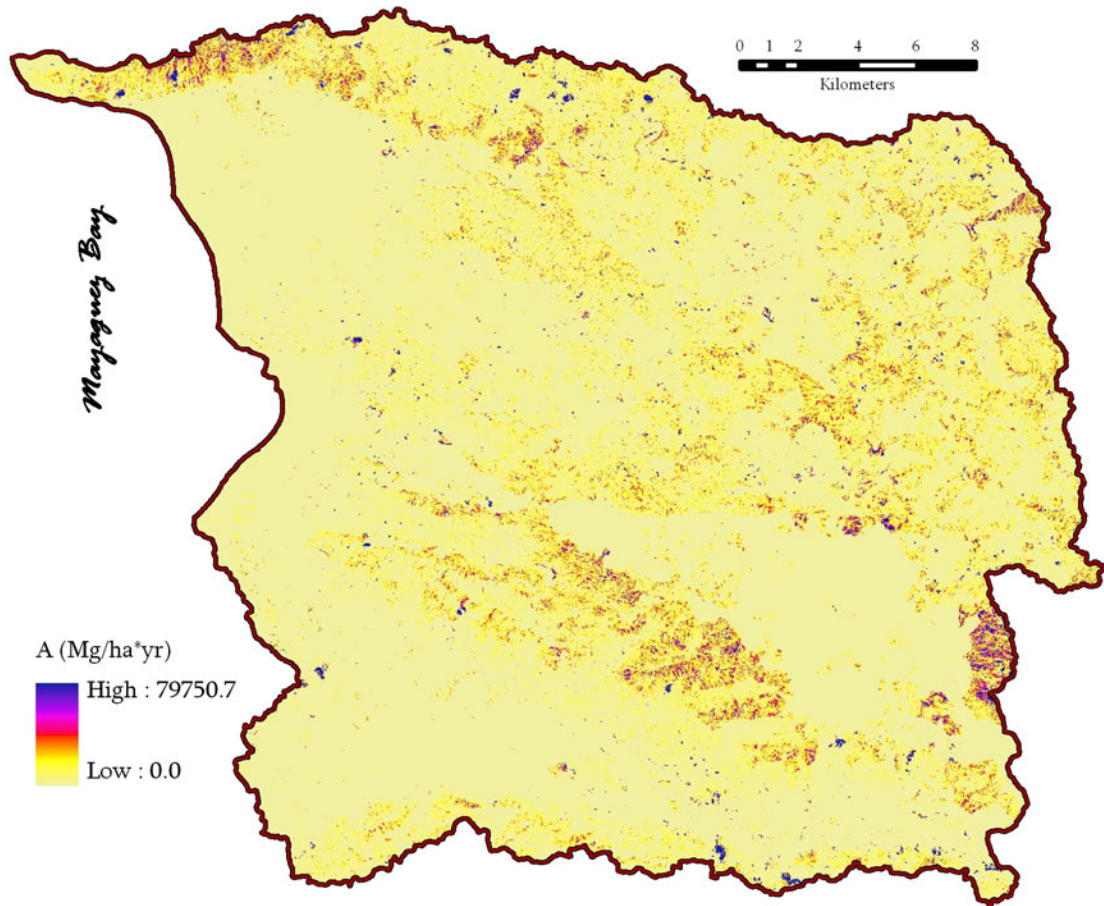 0 1 2 4 6 8
Kilometers
Mayaguez Bay
A (Mg/ha*yr)
High : 79750.7
Low : 0.0